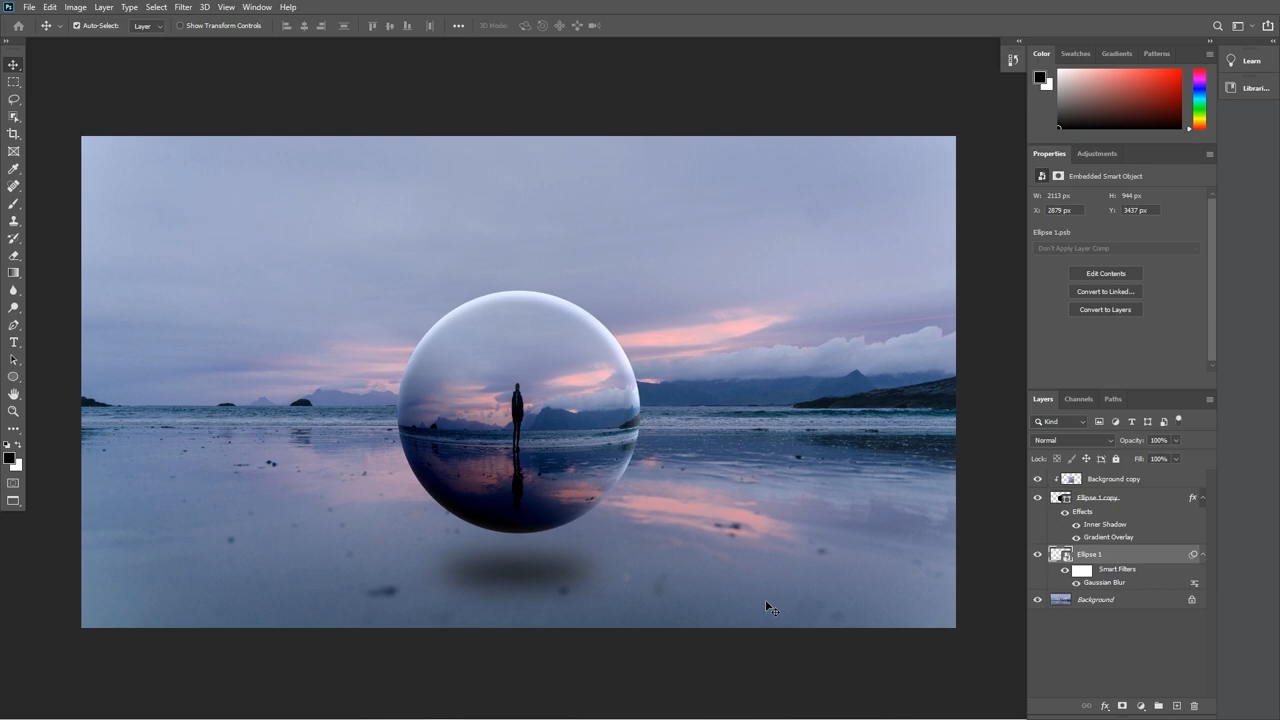 Ps File Edit Image Layer Type Select Filter 3D View Window Help
Auto-Select: Layer Show Transform Controls 3D Mode:
Color Swatches Gradients Patterns
Learn
Librari...
Properties Adjustments
Embedded Smart Object
W: 2113 px H: 944 px
X: 2879 px Y: 3437 px
Ellipse 1.psb
Don't Apply Layer Comp
Edit Contents
Convert to Linked...
Convert to Layers
Layers Channels Paths
Kind
Normal Opacity: 100%
Lock: Fill: 100%
Background copy
Ellipse 1 copy fx
Effects
Inner Shadow
Gradient Overlay
Ellipse 1
Smart Filters
Gaussian Blur
Background
fx